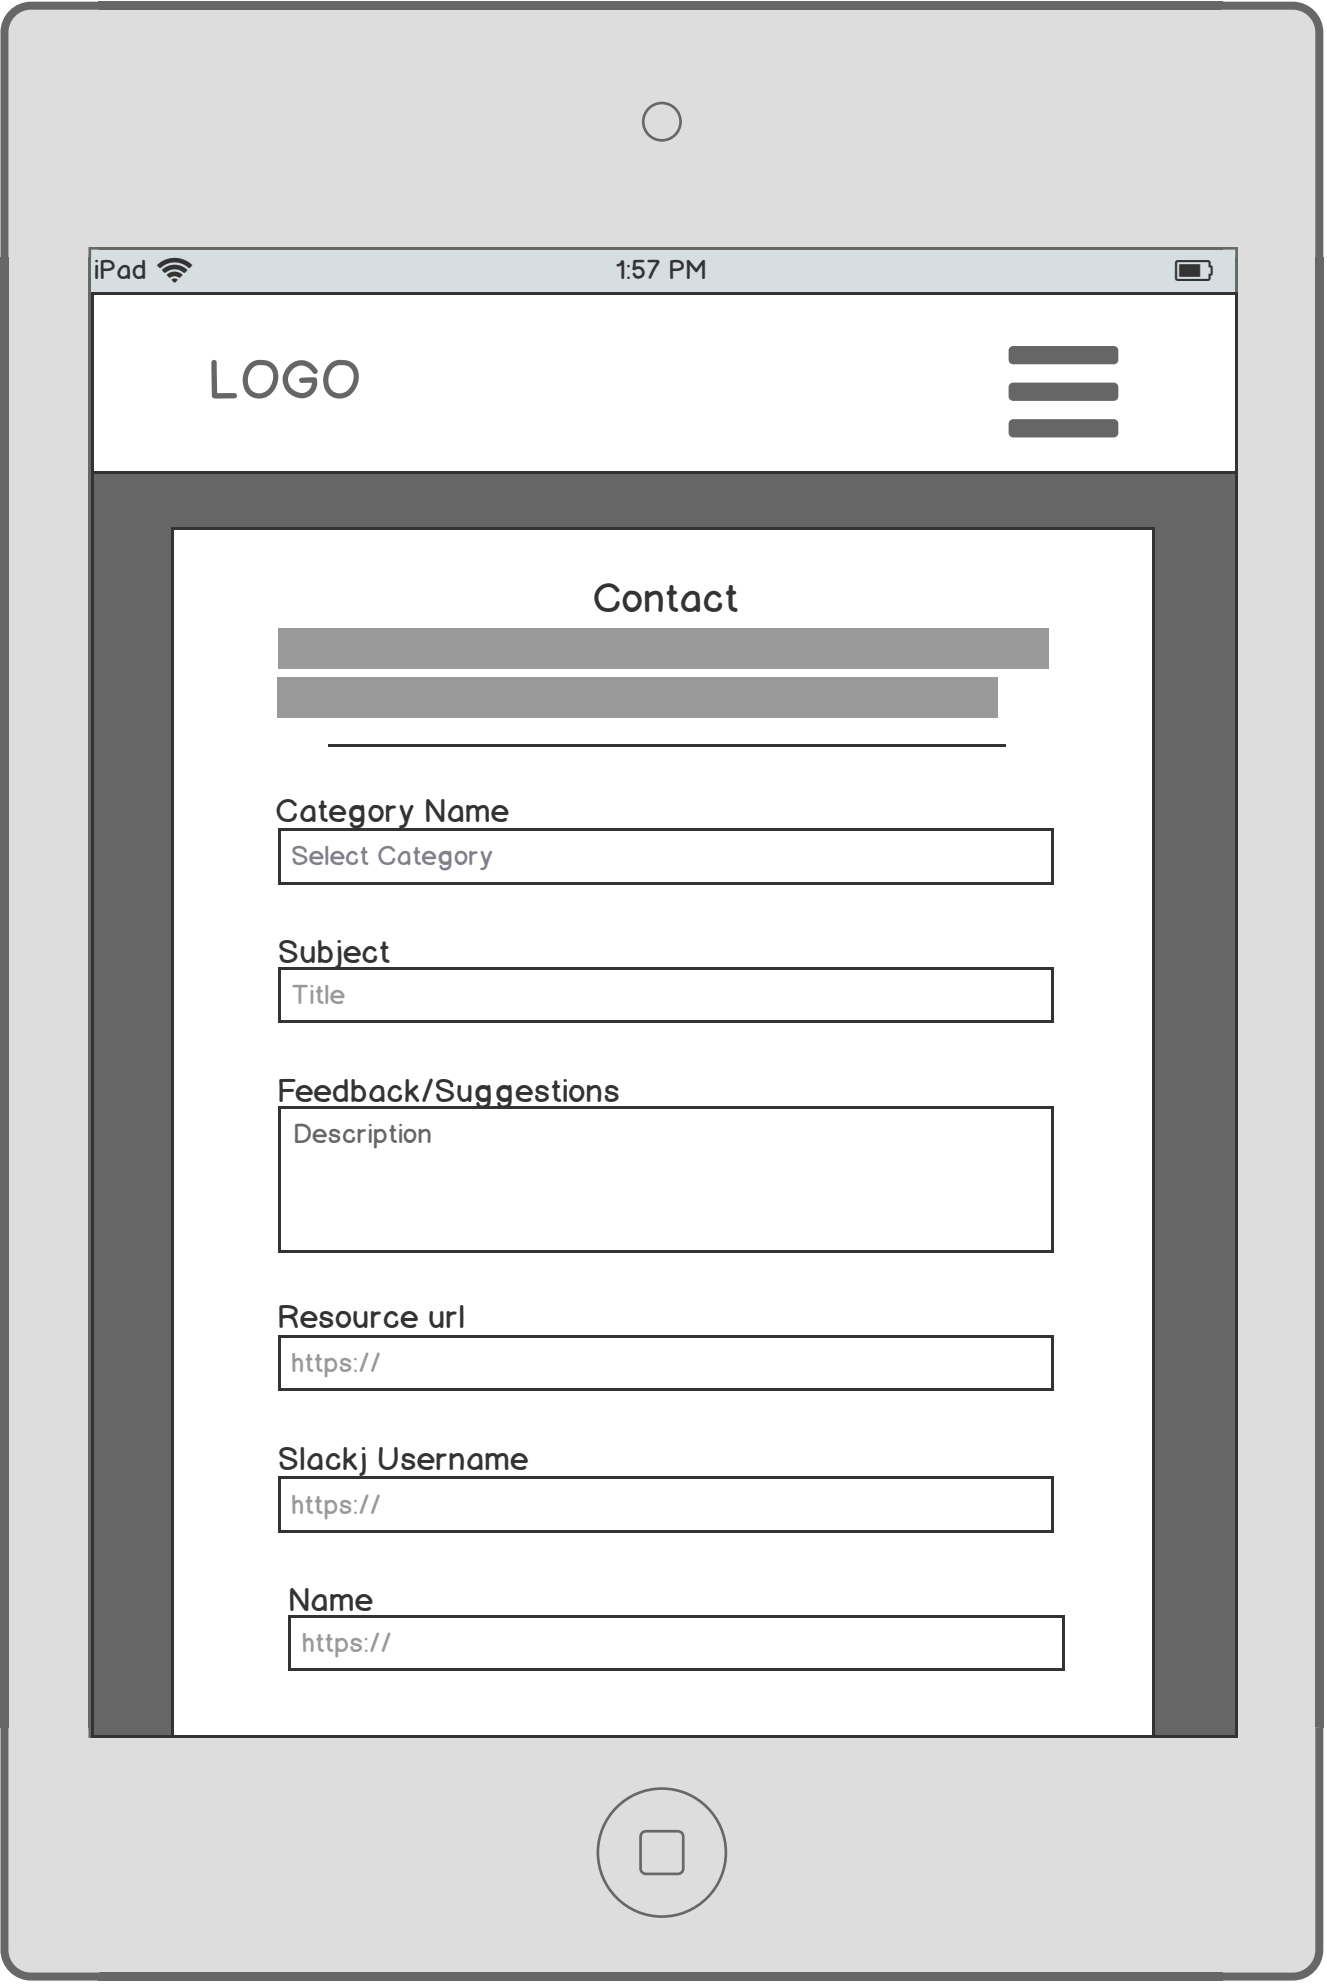 iPad 1:57 PM
LOGO
Contact
Category Name
Select Category
Subject
Title
Feedback/Suggestions
Description
Resource url
https://
Slackj Username
https://
Name
https://